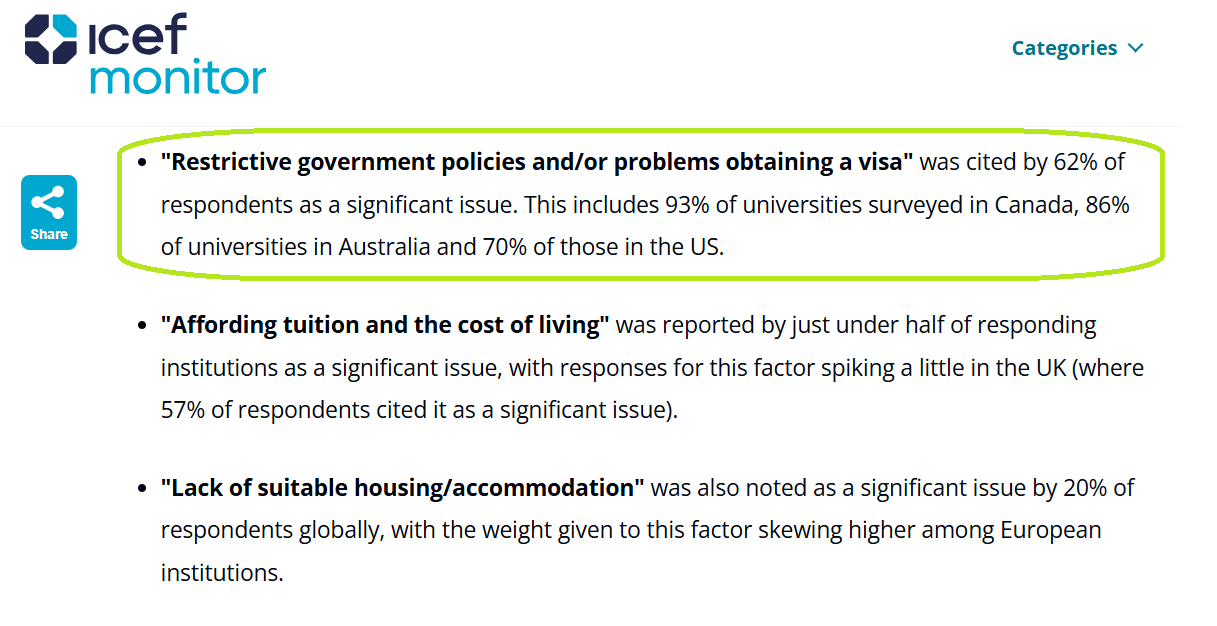 icef
monitor
Categories
"Restrictive government policies and/or problems obtaining a visa" was cited by 62% of
respondents as a significant issue. This includes 93% of universities surveyed in Canada, 86%
of universities in Australia and 70% of those in the US.
Share
"Affording tuition and the cost of living" was reported by just under half of responding
institutions as a significant issue, with responses for this factor spiking a little in the UK (where
57% of respondents cited it as a significant issue).
"Lack of suitable housing/accommodation" was also noted as a significant issue by 20% of
respondents globally, with the weight given to this factor skewing higher among European
institutions.